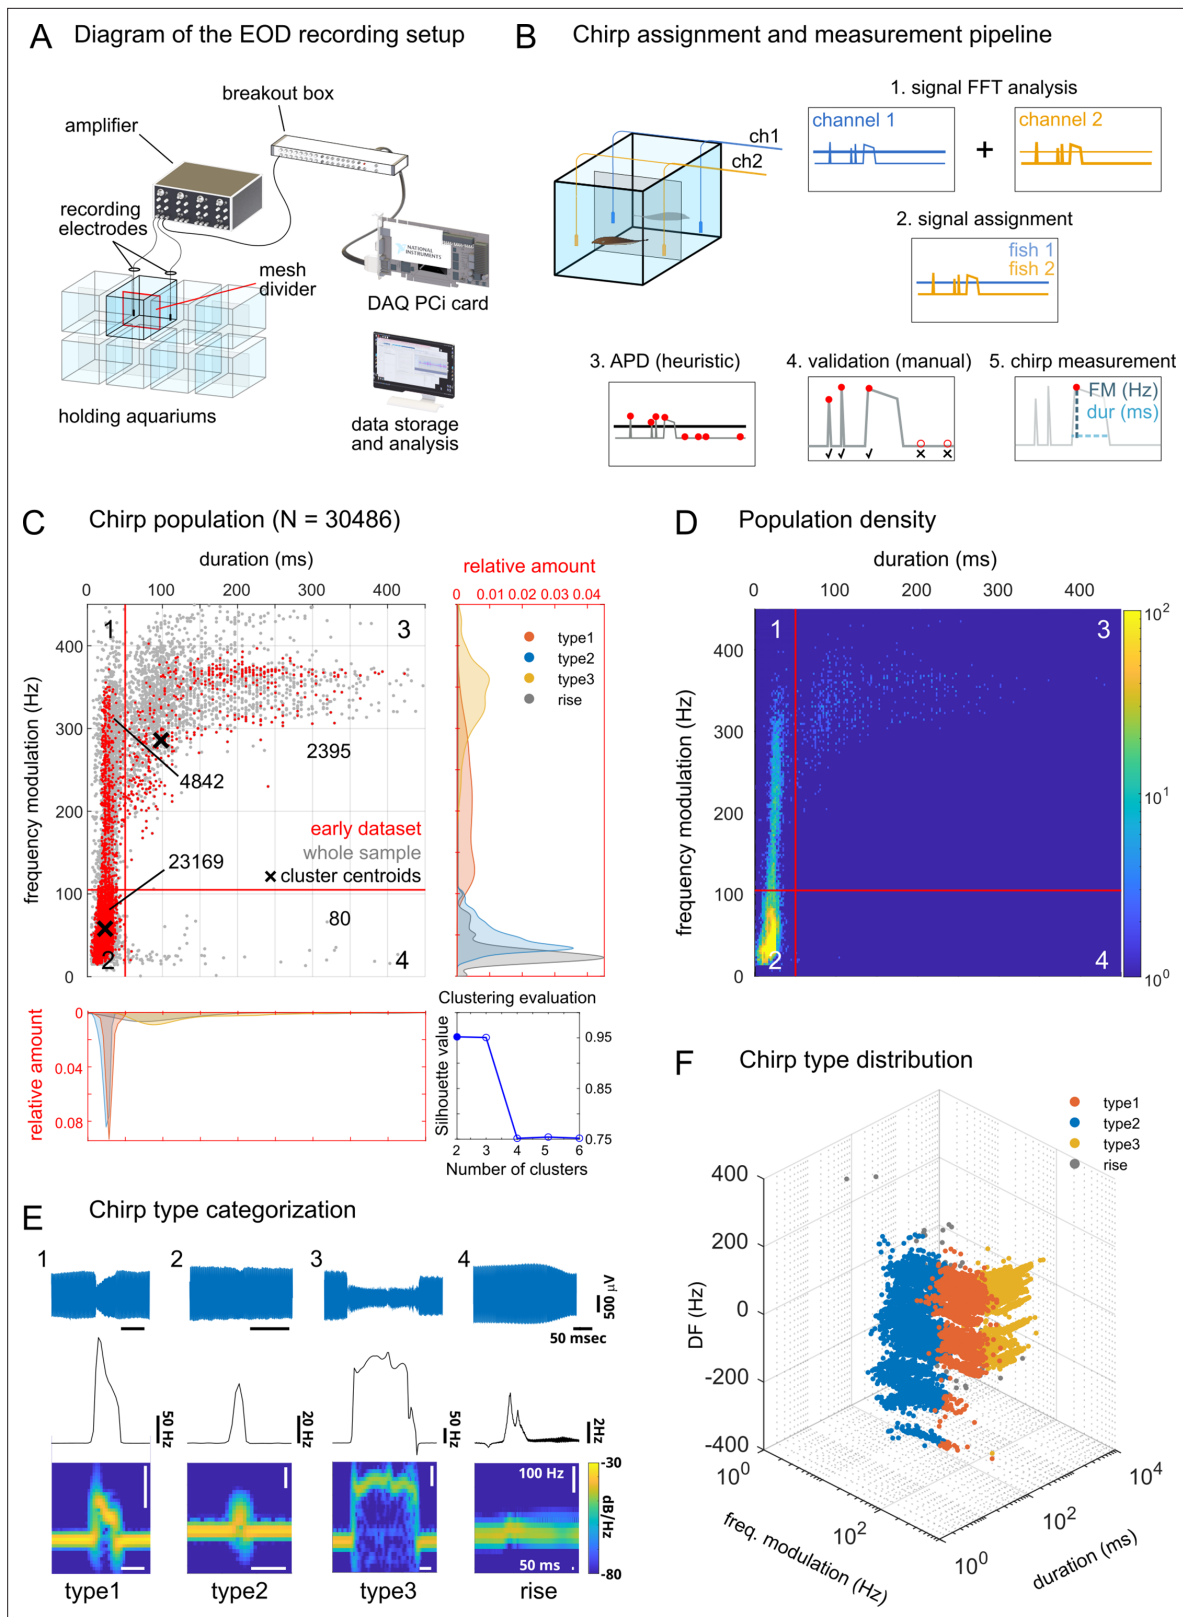 A Diagram of the EOD recording setup
breakout box
amplifier
recording
electrodes
mesh
divider
NATIONAL
INSTRUMENTS
DAQ PCi card
holding aquariums
data storage
and analysis
B Chirp assignment and measurement pipeline
ch1
ch2
1. signal FFT analysis
channel 1
+
channel 2
2. signal assignment
fish 1
fish 2
3. APD (heuristic)
4. validation (manual)
5. chirp measurement
FM (Hz)
dur (ms)
C Chirp population (N = 30486)
duration (ms)
0 100 200 300 400
frequency modulation (Hz)
400
300
200
100
0
1
3
2395
4842
early dataset
whole sample
cluster centroids
23169
80
2
4
relative amount
0 0.01 0.02 0.03 0.04
type1
type2
type3
rise
relative amount
0
0.04
0.08
Clustering evaluation
Silhouette value
0.95
0.85
0.75
2 3 4 5 6
Number of clusters
D Population density
duration (ms)
0 100 200 300 400
frequency modulation (Hz)
400
300
200
100
0
1
3
2
4
10²
10¹
10⁰
E Chirp type categorization
1
2
3
4
500 µV
50 msec
50 Hz
20 Hz
50 Hz
2Hz
100 Hz
50 ms
-30
dB/Hz
-80
type1
type2
type3
rise
F Chirp type distribution
type1
type2
type3
rise
DF (Hz)
400
200
0
-200
-400
10⁰
10²
freq. modulation (Hz)
10⁰
10²
10⁴
duration (ms)